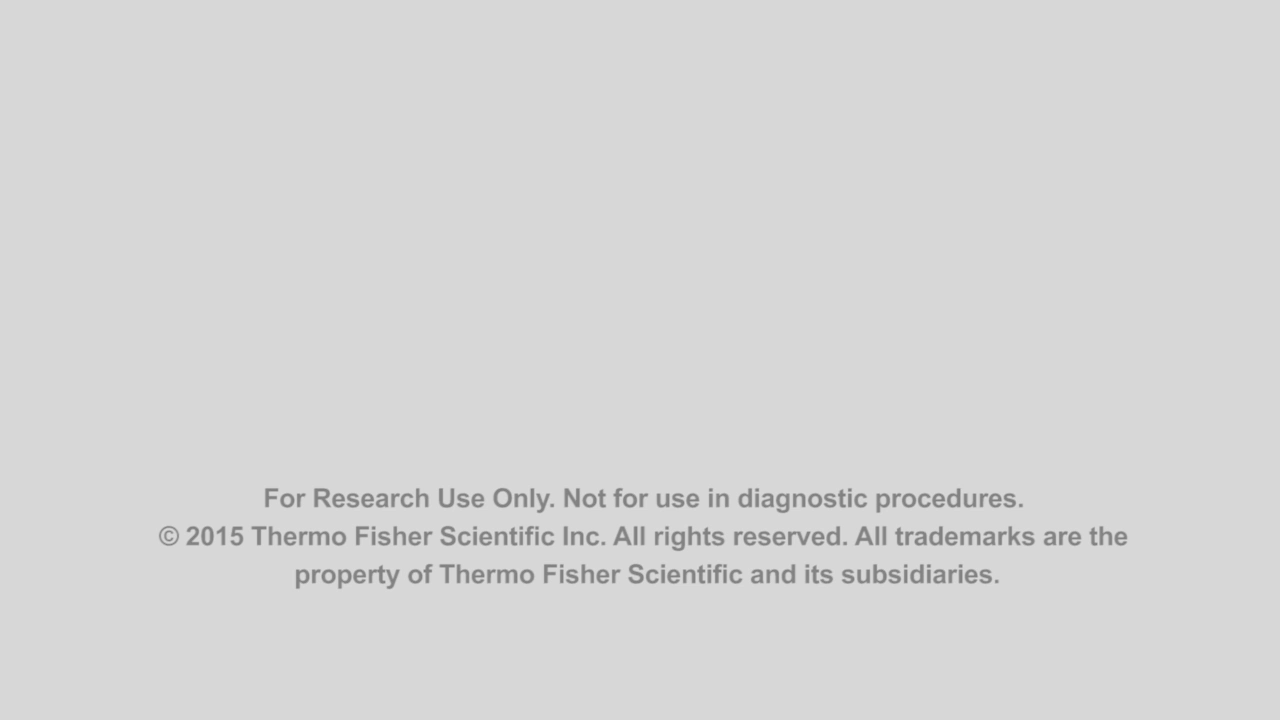 For Research Use Only. Not for use in diagnostic procedures.
© 2015 Thermo Fisher Scientific Inc. All rights reserved. All trademarks are the
property of Thermo Fisher Scientific and its subsidiaries.